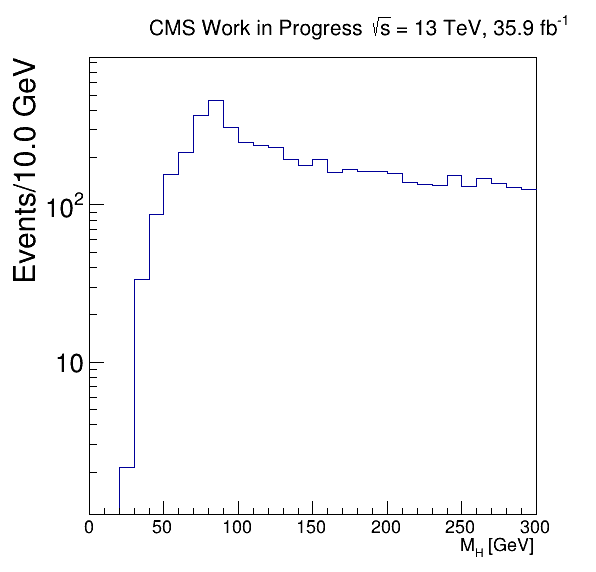 CMS Work in Progress √s = 13 TeV, 35.9 fb⁻¹
Events/10.0 GeV
10²
10
0 50 100 150 200 250 300
M_H [GeV]